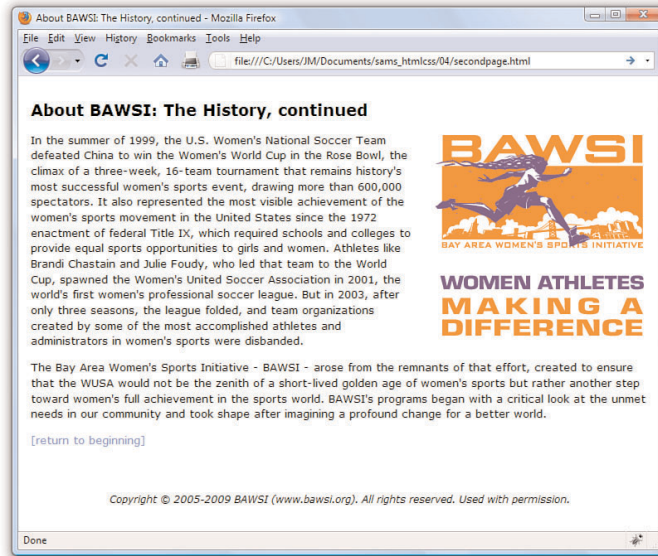 About BAWSI: The History, continued - Mozilla Firefox
File Edit View History Bookmarks Tools Help
file:///C:/Users/JM/Documents/sams_htmlcss/04/secondpage.html
About BAWSI: The History, continued
In the summer of 1999, the U.S. Women's National Soccer Team
defeated China to win the Women's World Cup in the Rose Bowl, the
climax of a three-week, 16-team tournament that remains history's
most successful women's sports event, drawing more than 600,000
spectators. It also represented the most visible achievement of the
women's sports movement in the United States since the 1972
enactment of federal Title IX, which required schools and colleges to
provide equal sports opportunities to girls and women. Athletes like
Brandi Chastain and Julie Foudy, who led that team to the World
Cup, spawned the Women's United Soccer Association in 2001, the
world's first women's professional soccer league. But in 2003, after
only three seasons, the league folded, and team organizations
created by some of the most accomplished athletes and
administrators in women's sports were disbanded.
BAWSI
BAY AREA WOMEN'S SPORTS INITIATIVE
WOMEN ATHLETES
MAKING A
DIFFERENCE
The Bay Area Women's Sports Initiative - BAWSI - arose from the remnants of that effort, created to ensure
that the WUSA would not be the zenith of a short-lived golden age of women's sports but rather another step
toward women's full achievement in the sports world. BAWSI's programs began with a critical look at the unmet
needs in our community and took shape after imagining a profound change for a better world.
[return to beginning]
Copyright © 2005-2009 BAWSI (www.bawsi.org). All rights reserved. Used with permission.
Done